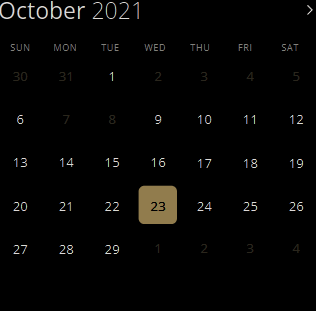 October 2021
SUN MON TUE WED THU FRI SAT
30 31 1 2 3 4 5
6 7 8 9 10 11 12
13 14 15 16 17 18 19
20 21 22 23 24 25 26
27 28 29 1 2 3 4